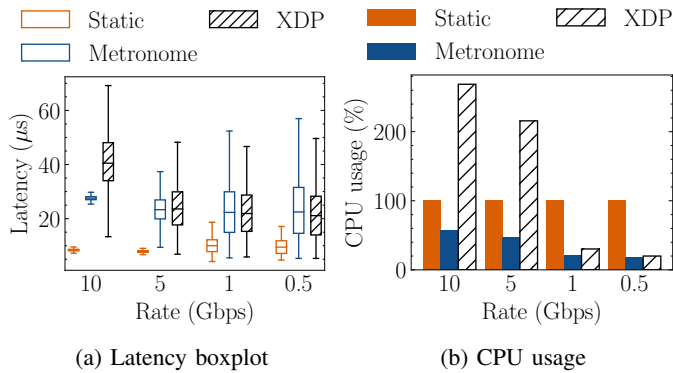 Static
XDP
Metronome
Latency (μs)
60
40
20
10
5
1
0.5
Rate (Gbps)
(a) Latency boxplot
Static
XDP
Metronome
CPU usage (%)
200
100
0
10
5
1
0.5
Rate (Gbps)
(b) CPU usage